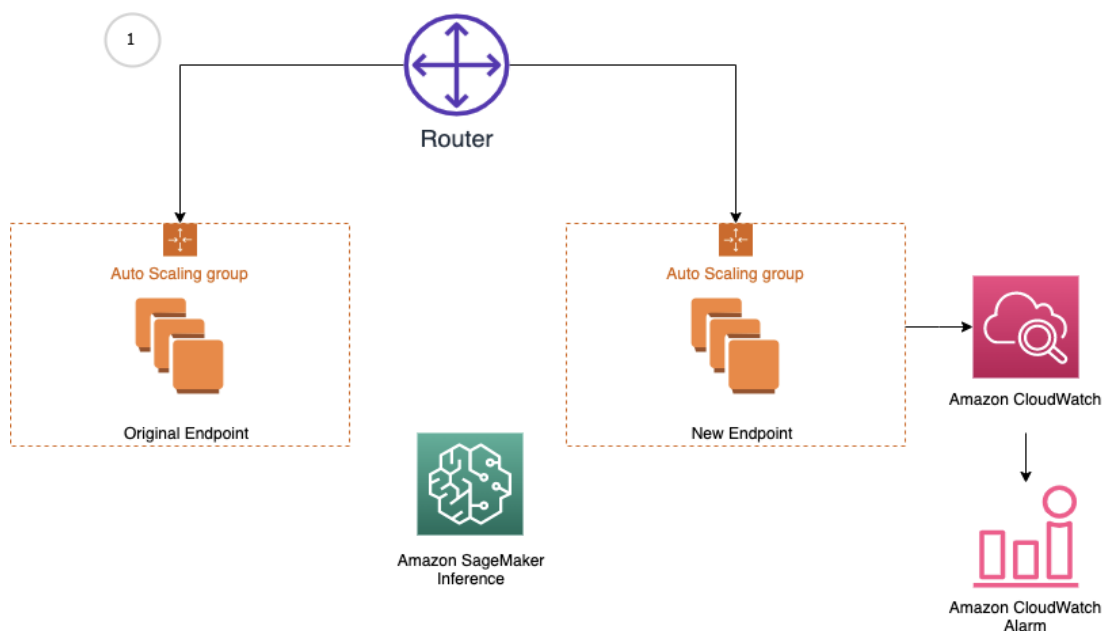 1
Router
Auto Scaling group
Auto Scaling group
Original Endpoint
New Endpoint
Amazon CloudWatch
Amazon SageMaker
Inference
Amazon CloudWatch
Alarm